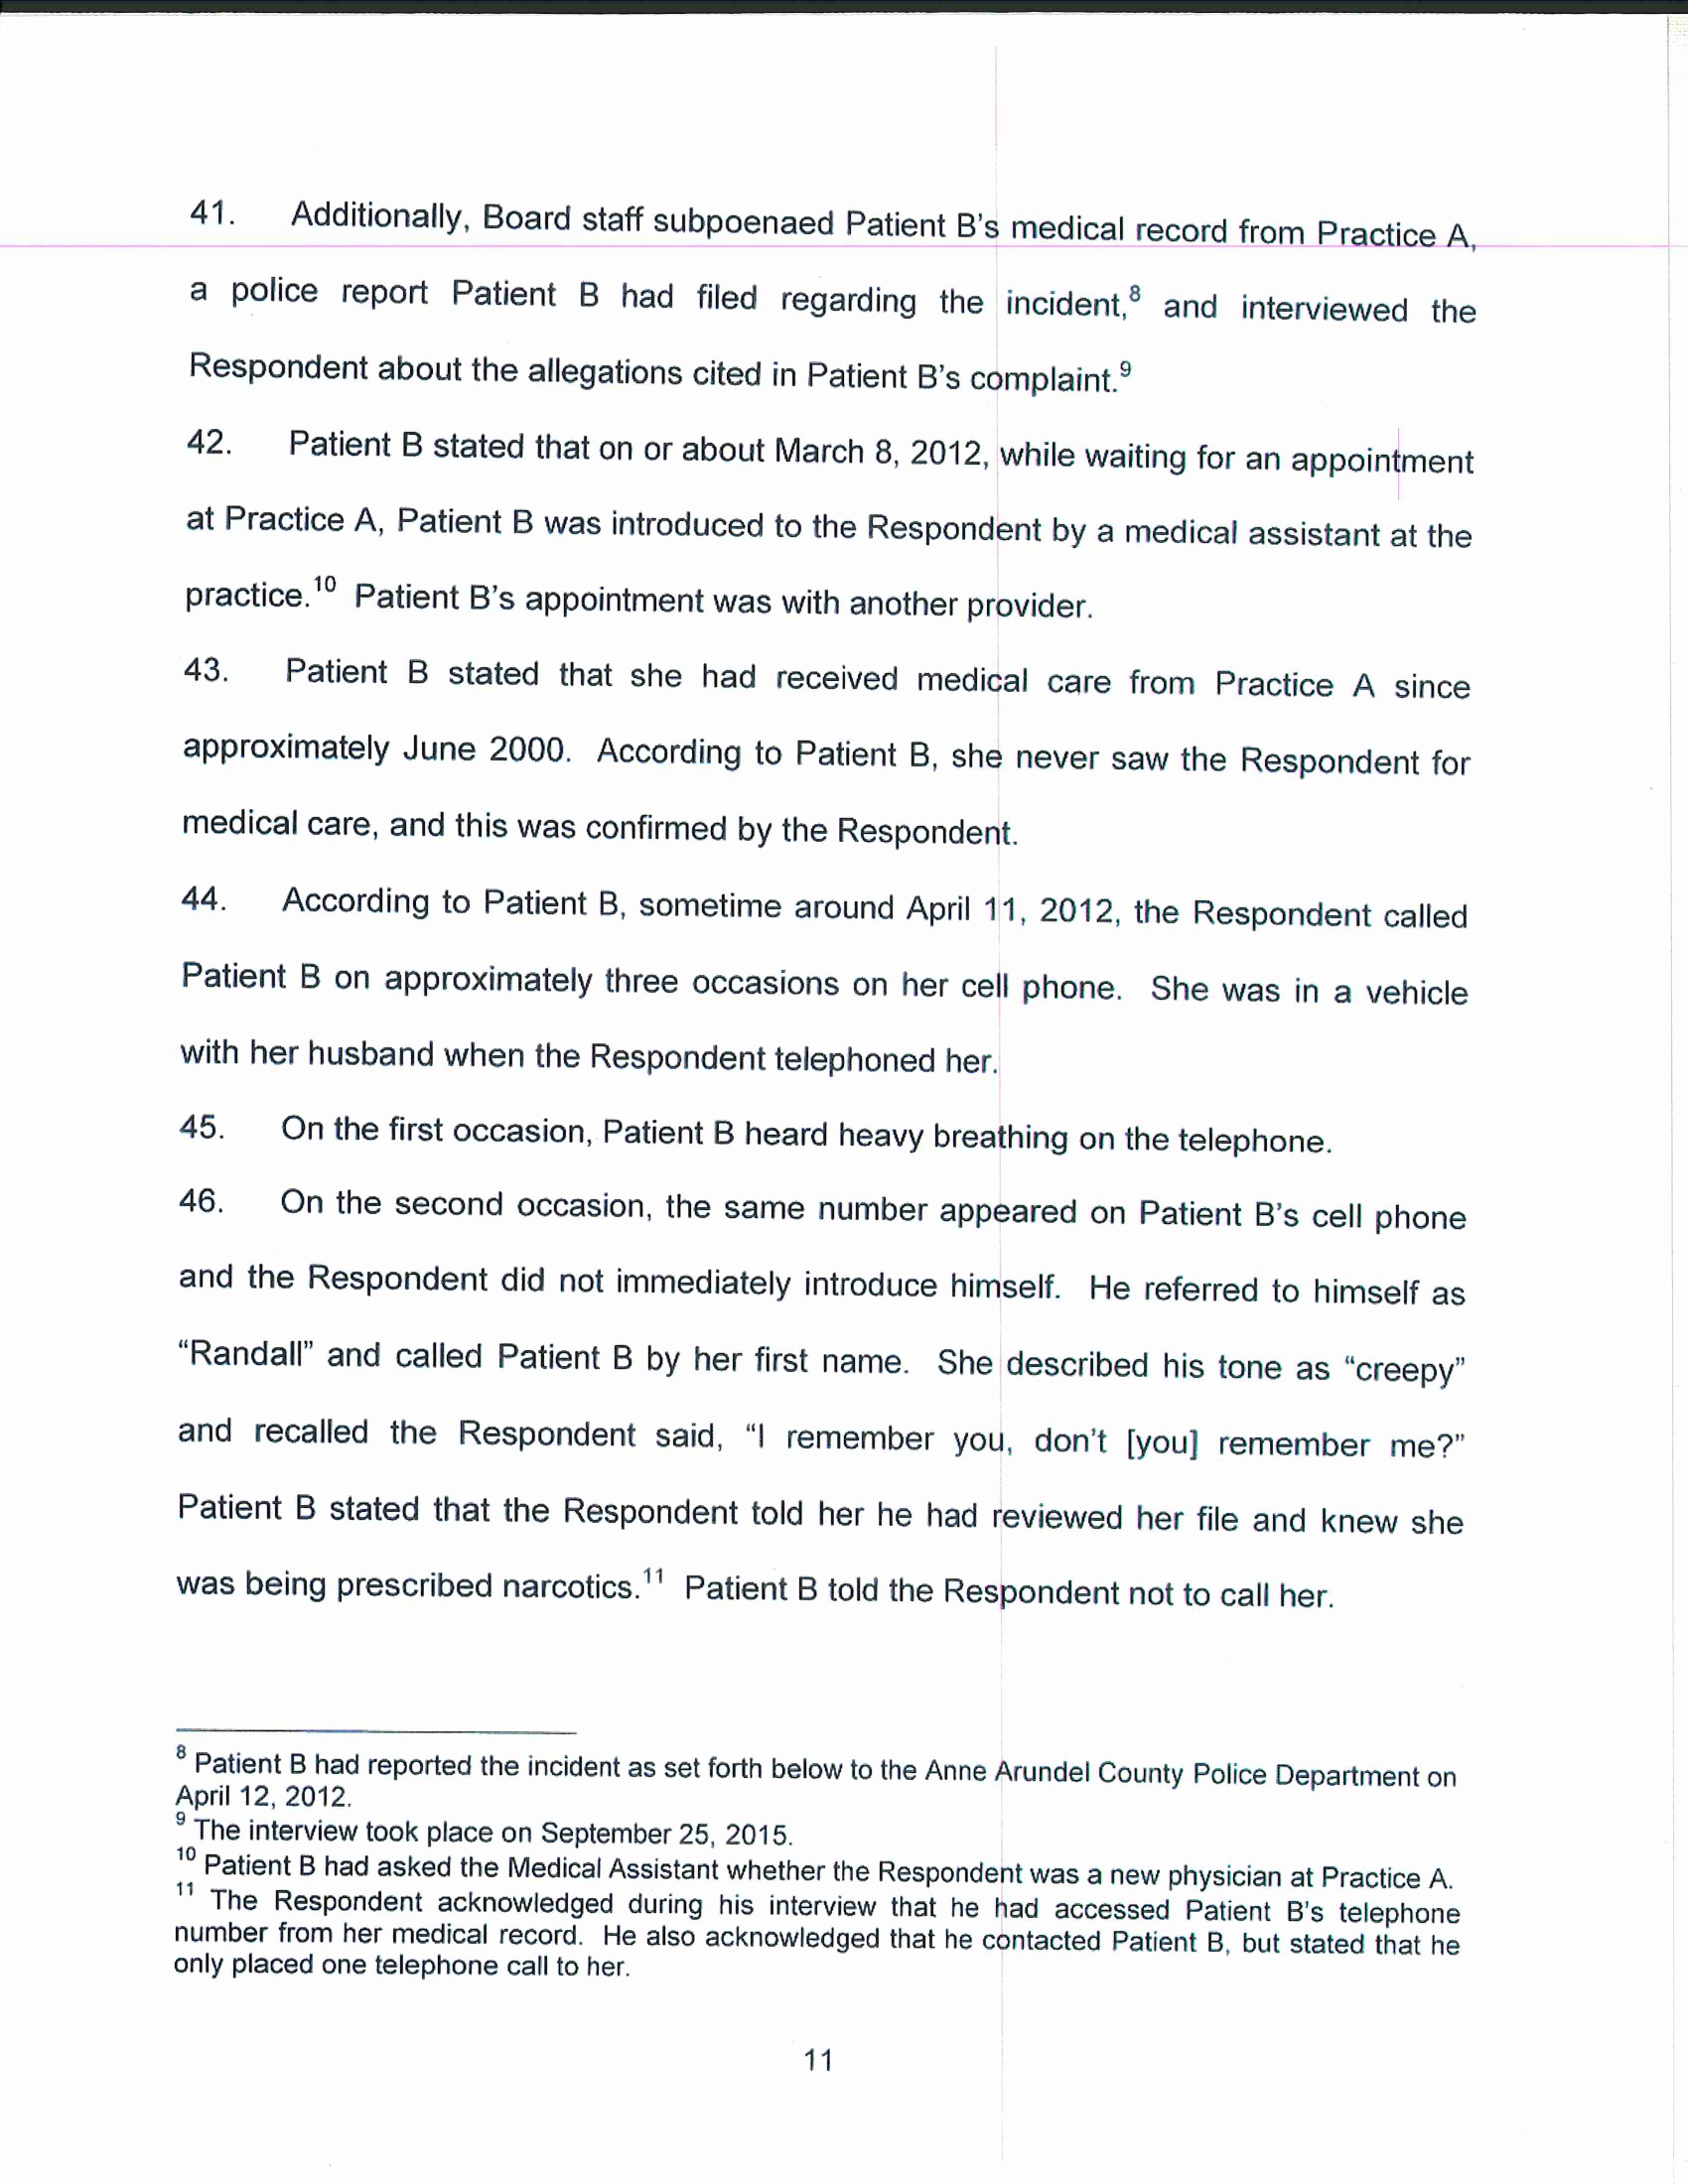 41. Additionally, Board staff subpoenaed Patient B's medical record from Practice A,
a police report Patient B had filed regarding the incident,⁸ and interviewed the
Respondent about the allegations cited in Patient B's complaint.⁹
42. Patient B stated that on or about March 8, 2012, while waiting for an appointment
at Practice A, Patient B was introduced to the Respondent by a medical assistant at the
practice.¹⁰ Patient B's appointment was with another provider.
43. Patient B stated that she had received medical care from Practice A since
approximately June 2000. According to Patient B, she never saw the Respondent for
medical care, and this was confirmed by the Respondent.
44. According to Patient B, sometime around April 11, 2012, the Respondent called
Patient B on approximately three occasions on her cell phone. She was in a vehicle
with her husband when the Respondent telephoned her.
45. On the first occasion, Patient B heard heavy breathing on the telephone.
46. On the second occasion, the same number appeared on Patient B's cell phone
and the Respondent did not immediately introduce himself. He referred to himself as
“Randall” and called Patient B by her first name. She described his tone as “creepy”
and recalled the Respondent said, “I remember you, don't [you] remember me?”
Patient B stated that the Respondent told her he had reviewed her file and knew she
was being prescribed narcotics.¹¹ Patient B told the Respondent not to call her.
⁸ Patient B had reported the incident as set forth below to the Anne Arundel County Police Department on
April 12, 2012.
⁹ The interview took place on September 25, 2015.
¹⁰ Patient B had asked the Medical Assistant whether the Respondent was a new physician at Practice A.
¹¹ The Respondent acknowledged during his interview that he had accessed Patient B's telephone
number from her medical record. He also acknowledged that he contacted Patient B, but stated that he
only placed one telephone call to her.
11